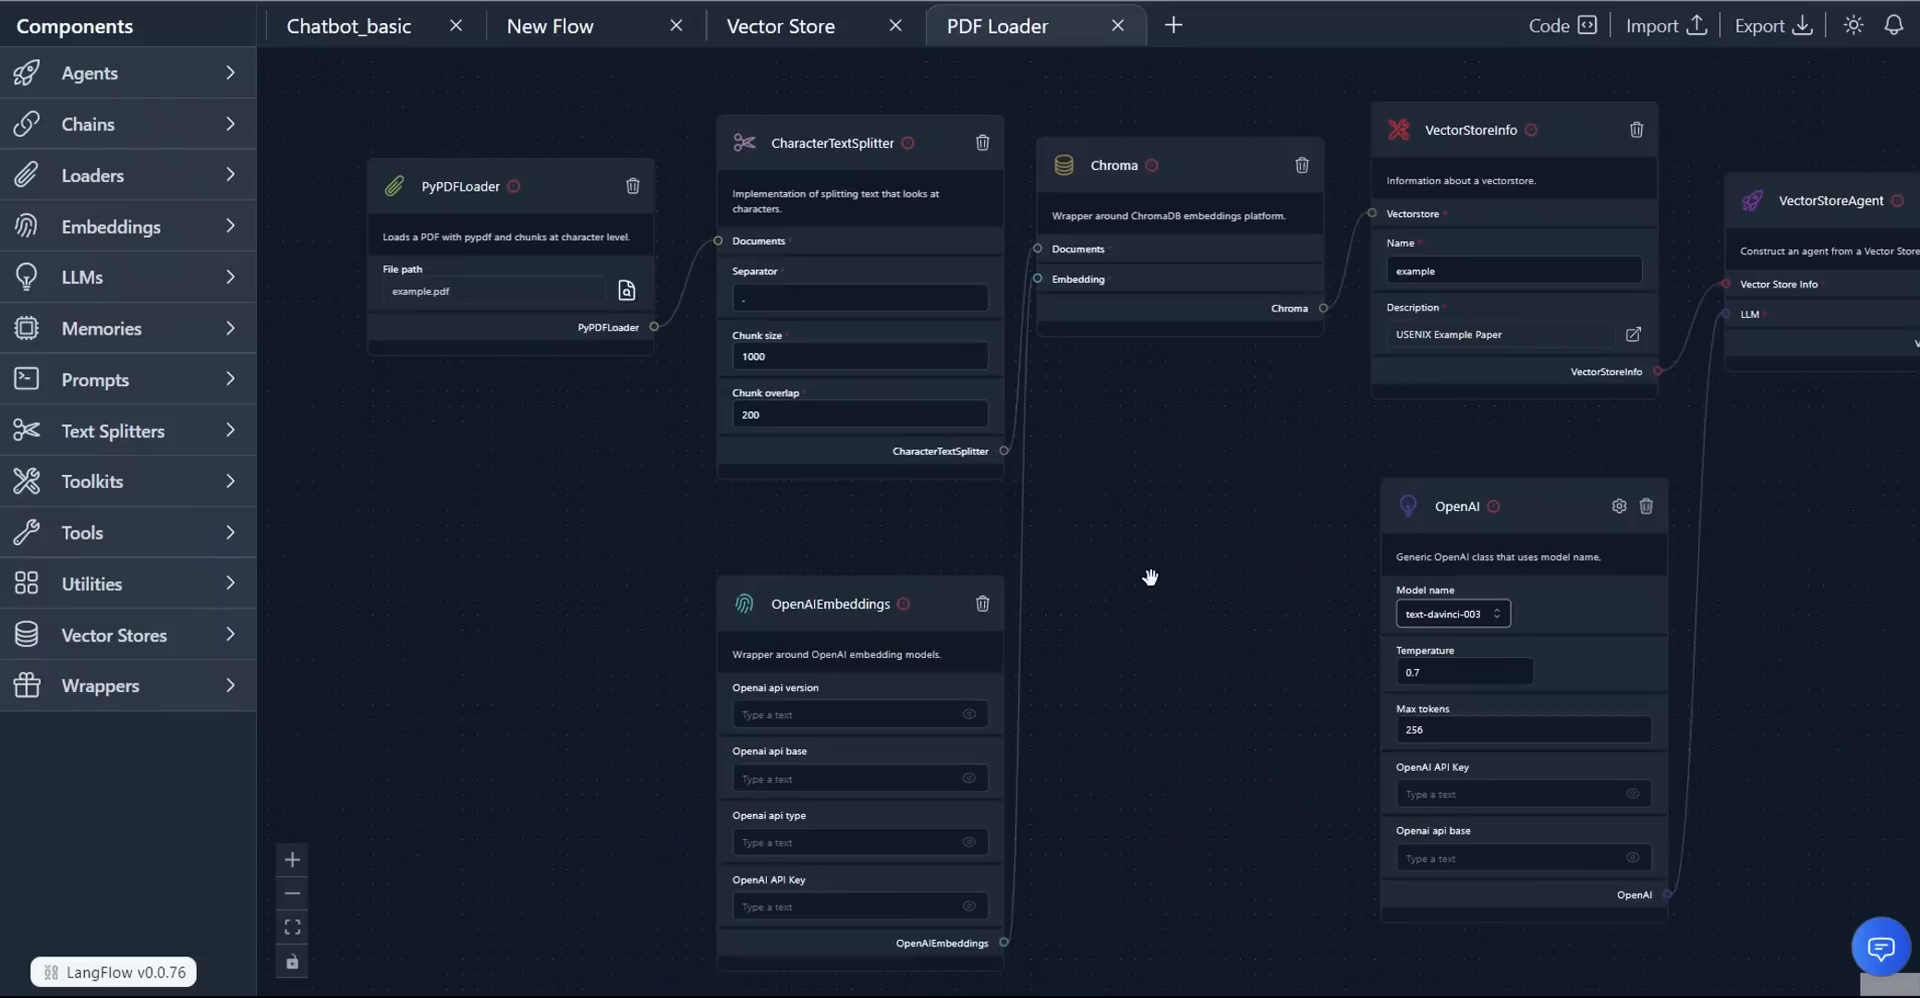 Components
Chatbot_basic
New Flow
Vector Store
PDF Loader
Code
Import
Export
Agents
Chains
Loaders
Embeddings
LLMs
Memories
Prompts
Text Splitters
Toolkits
Tools
Utilities
Vector Stores
Wrappers
LangFlow v0.0.76
PyPDFLoader
Loads a PDF with pypdf and chunks at character level.
File path
example.pdf
PyPDFLoader
CharacterTextSplitter
Implementation of splitting text that looks at
characters.
Documents
Separator
.
Chunk size *
1000
Chunk overlap
200
CharacterTextSplitter
OpenAIEmbeddings
Wrapper around OpenAI embedding models.
Openai api version
Type a text
Openai api base
Type a text
Openai api type
Type a text
OpenAI API Key
Type a text
OpenAIEmbeddings
Chroma
Wrapper around ChromaDB embeddings platform.
Documents
Embedding
Chroma
VectorStoreInfo
Information about a vectorstore.
Vectorstore *
Name *
example
Description *
USENIX Example Paper
VectorStoreInfo
OpenAI
Generic OpenAI class that uses model name.
Model name
text-davinci-003
Temperature
0.7
Max tokens
256
OpenAI API Key
Type a text
Openai api base
Type a text
OpenAI
VectorStoreAgent
Construct an agent from a Vector Store
Vector Store Info
LLM *